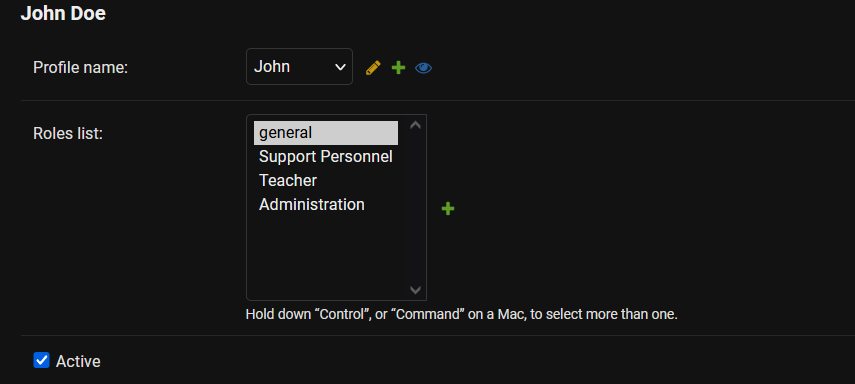 John Doe
Profile name:
John
Roles list:
general
Support Personnel
Teacher
Administration
Hold down “Control”, or “Command” on a Mac, to select more than one.
Active